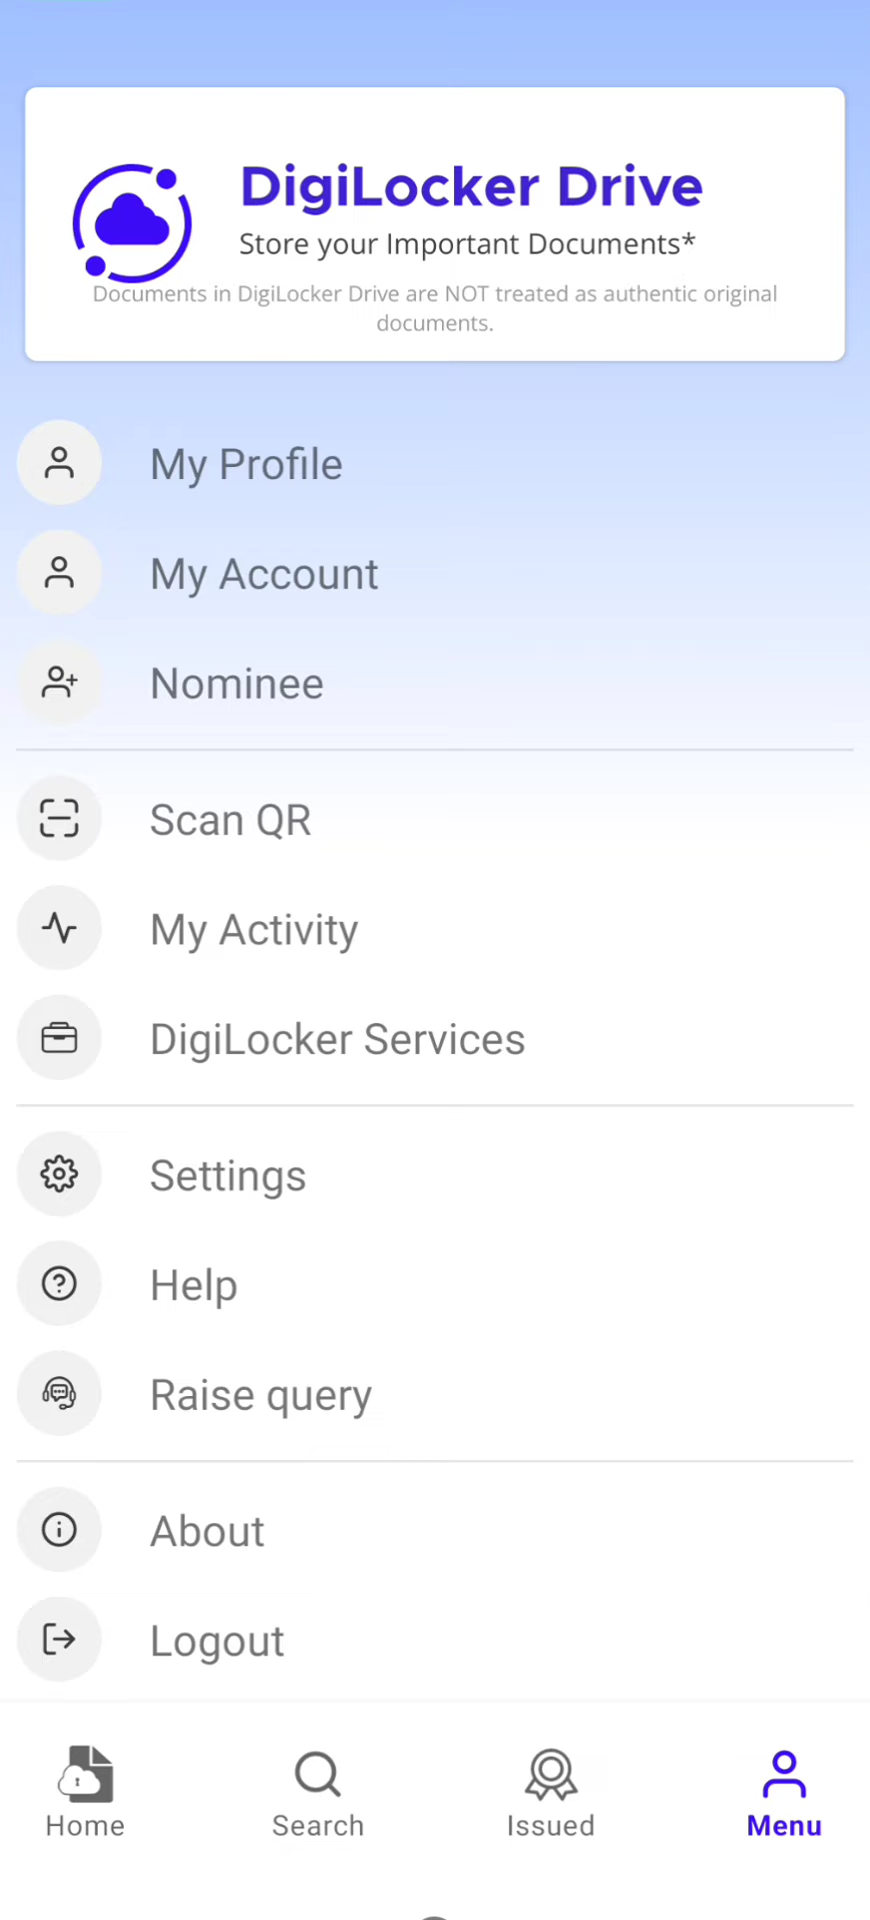 DigiLocker Drive
Store your Important Documents*
Documents in DigiLocker Drive are NOT treated as authentic original
documents.
My Profile
My Account
Nominee
Scan QR
My Activity
DigiLocker Services
Settings
Help
Raise query
About
Logout
Home
Search
Issued
Menu